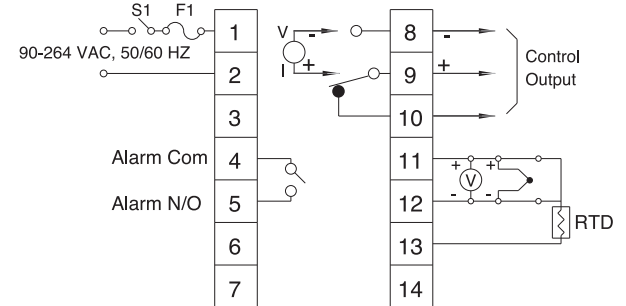 S1 F1
90-264 VAC, 50/60 HZ
1
2
3
Alarm Com 4
Alarm N/O 5
6
7
V - 8 -
I + 9 +
10
Control
Output
11
+ V + 
- - 12
13
14
RTD